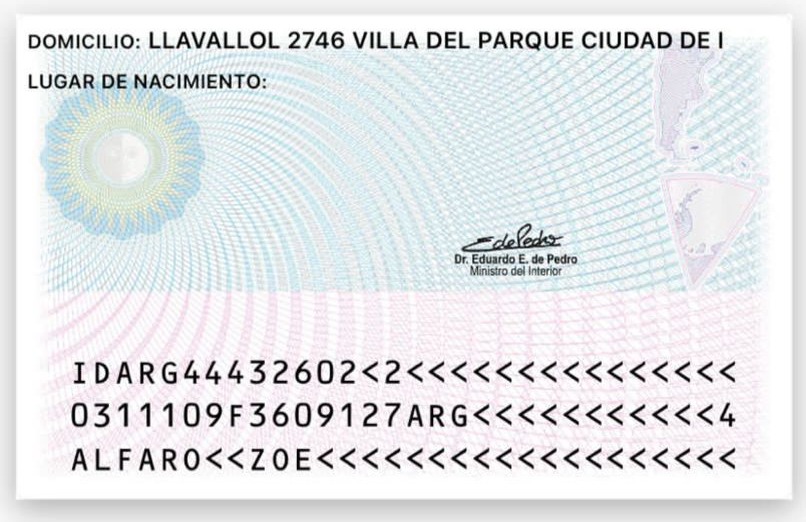 DOMICILIO: LLAVALLOL 2746 VILLA DEL PARQUE CIUDAD DE I
LUGAR DE NACIMIENTO:
Dr. Eduardo E. de Pedro
Ministro del Interior
IDARG44432602<2<<<<<<<<<<<<<<<
0311109F3609127ARG<<<<<<<<<<<4
ALFARO<<ZOE<<<<<<<<<<<<<<<<<<<